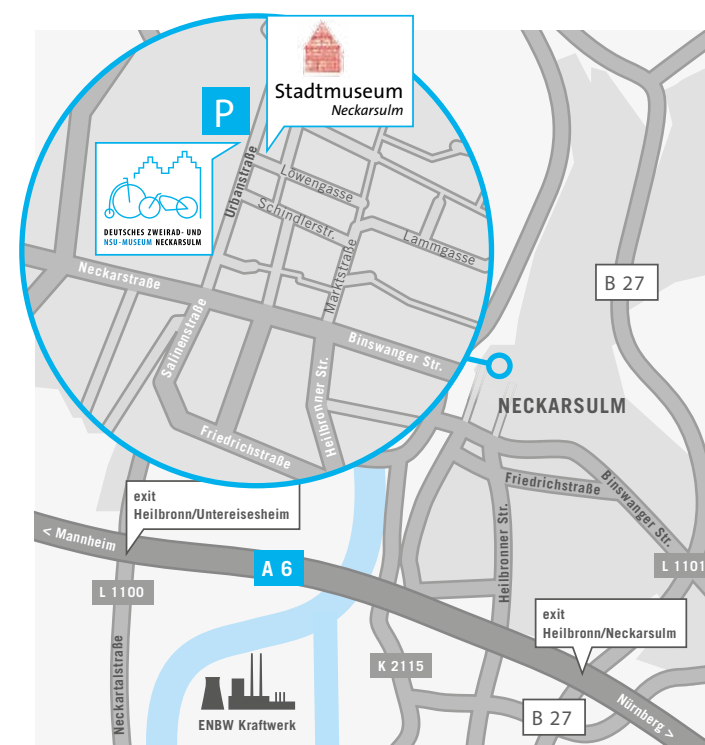 Stadtmuseum
Neckarsulm
P
DEUTSCHES ZWEIRAD- UND
NSU-MUSEUM NECKARSULM
Urbanstraße
Löwengasse
Schindlerstr.
Lammgasse
Marktstraße
Neckarstraße
Salinenstraße
Binswanger Str.
Heilbronner Str.
Friedrichstraße
B 27
NECKARSULM
Friedrichstraße
Binswanger Str.
Heilbronner Str.
exit
Heilbronn/Untereisesheim
< Mannheim
A 6
L 1100
L 1101
Neckartalstraße
exit
Heilbronn/Neckarsulm
K 2115
ENBW Kraftwerk
B 27
Nürnberg >